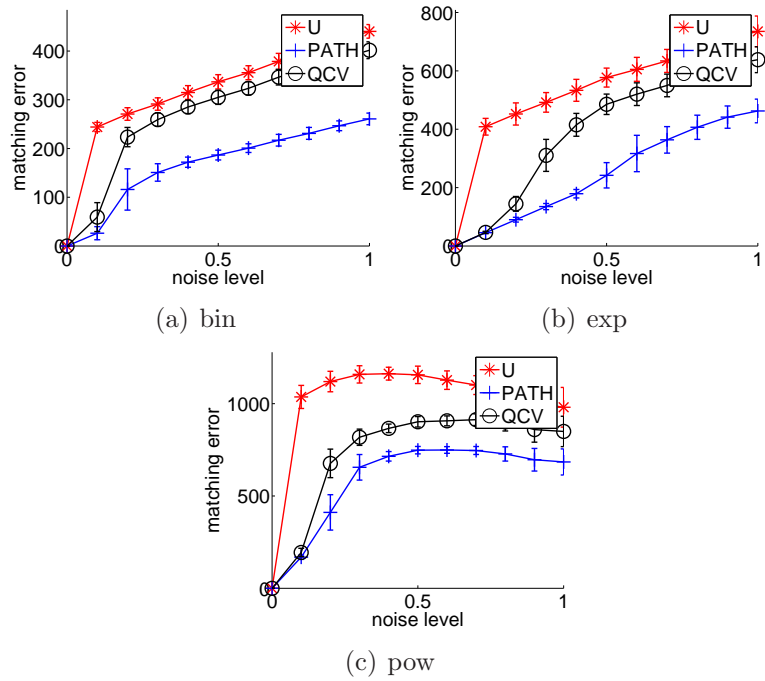 U
PATH
QCV
400
300
200
100
0
matching error
0
0.5
1
noise level
(a) bin
U
PATH
QCV
800
600
400
200
0
matching error
0
0.5
1
noise level
(b) exp
U
PATH
QCV
1000
500
0
matching error
0
0.5
1
noise level
(c) pow